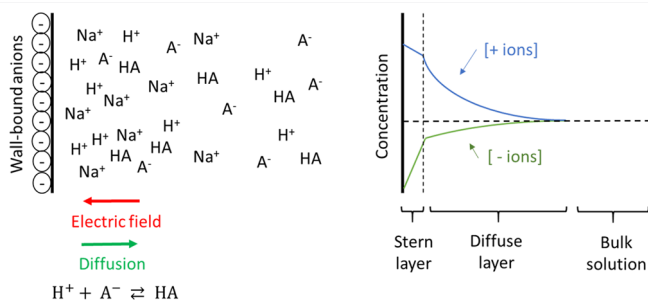 Wall-bound anions
- - - - - - - - - -
Na⁺ H⁺ Na⁺ A⁻
H⁺ A⁻ HA
H⁺ Na⁺ HA H⁺ A⁻
Na⁺ HA
Na⁺ A⁻
H⁺ H⁺ Na⁺ H⁺ H⁺
HA HA Na⁺ A⁻ HA
Na⁺ A⁻
Electric field
Diffusion
H⁺ + A⁻ ⇄ HA
Concentration
[+ ions]
[ - ions]
Stern
layer
Diffuse
layer
Bulk
solution